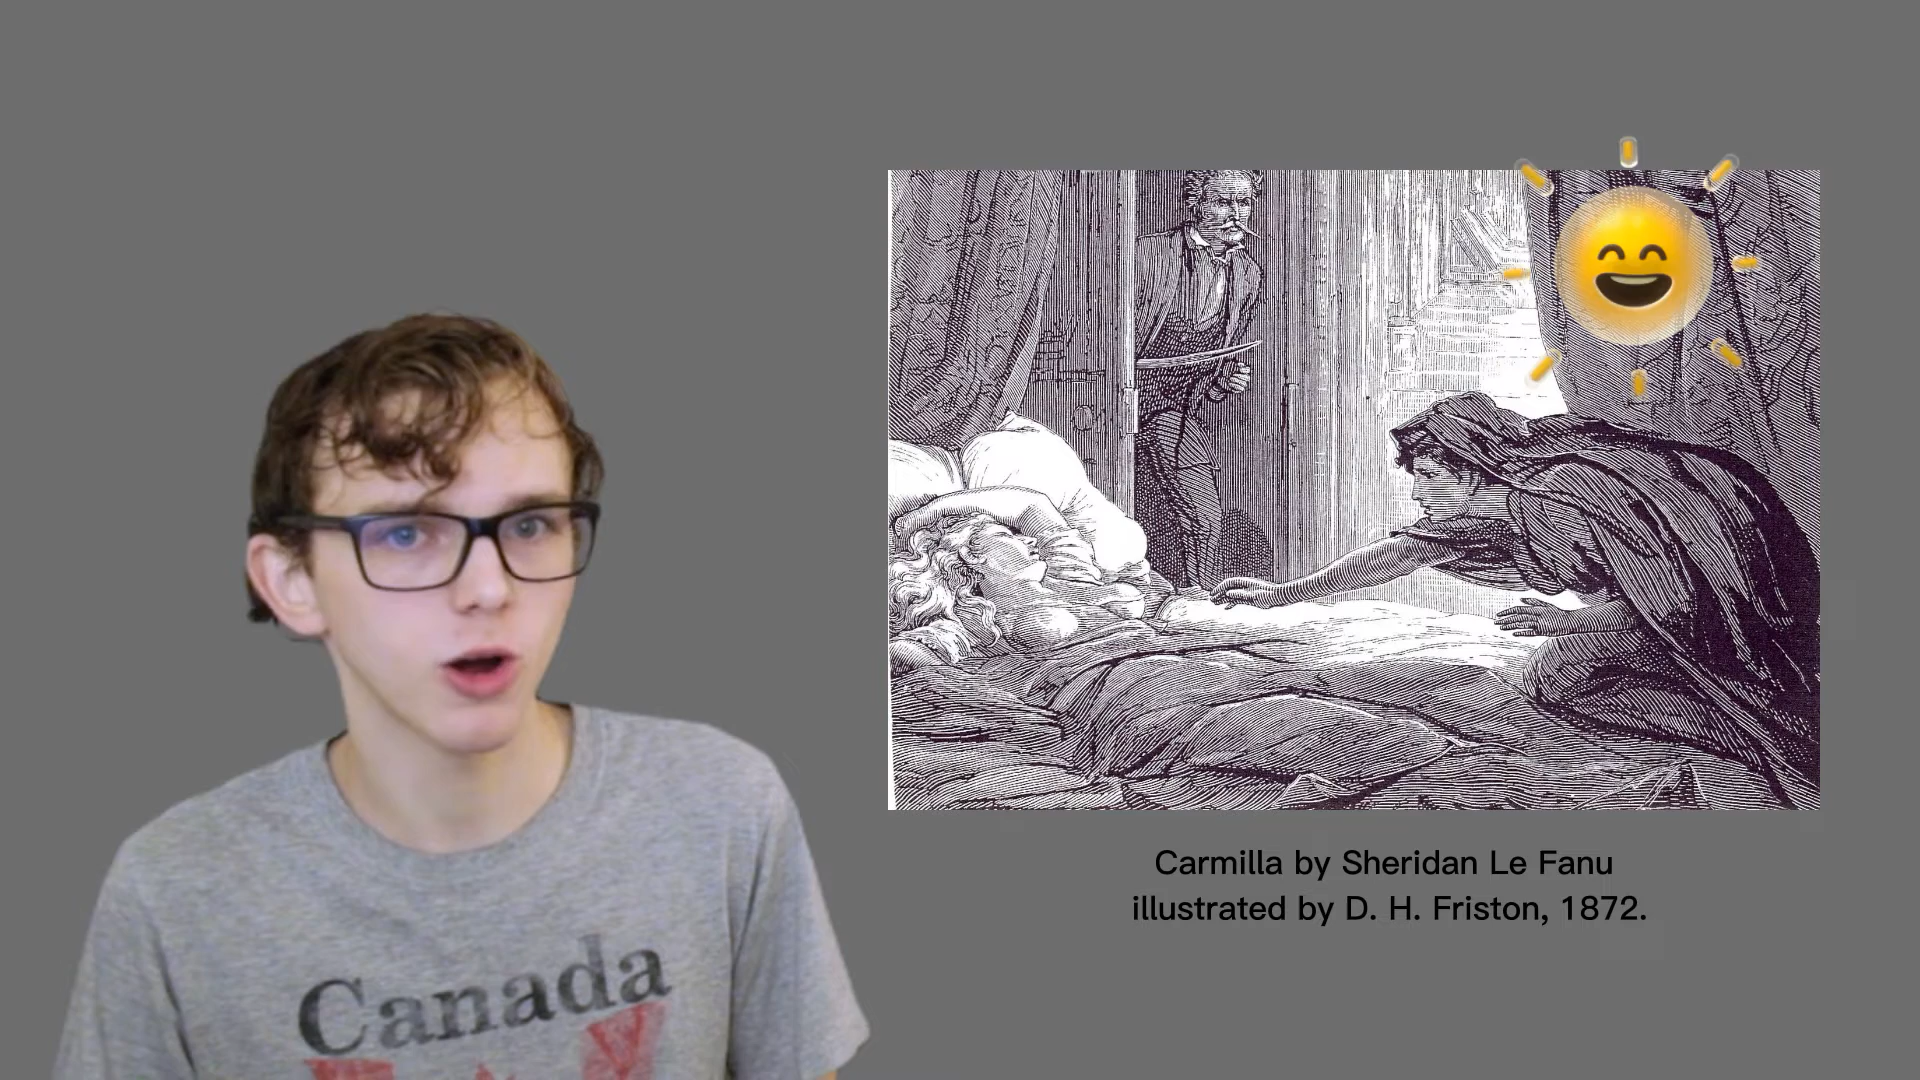 Carmilla by Sheridan Le Fanu
illustrated by D. H. Friston, 1872.
Canada